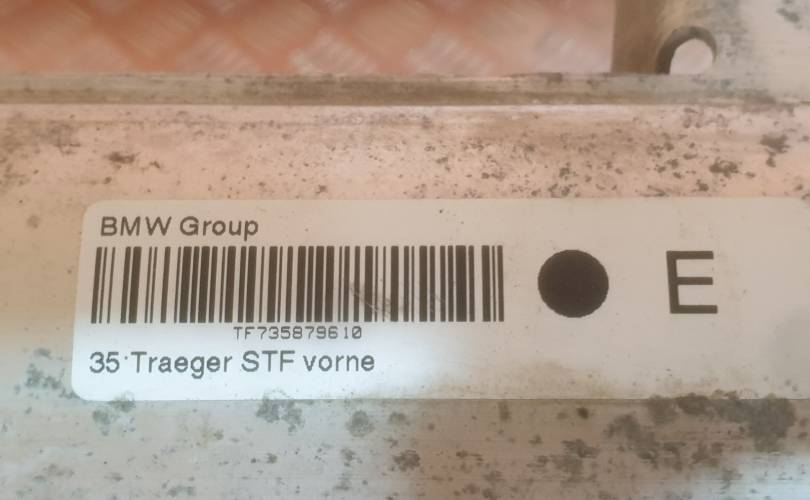 BMW Group
E
TF735879610
35·Traeger STF vorne